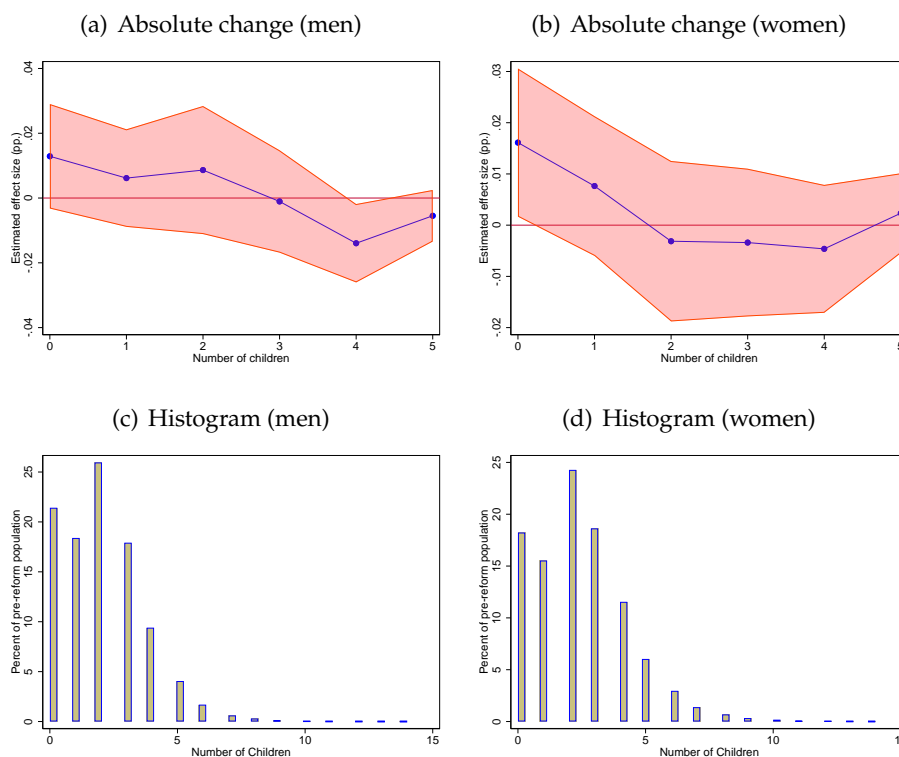 (a) Absolute change (men)
(b) Absolute change (women)
Estimated effect size (pp.)
.04
.02
0
-.02
-.04
0 1 2 3 4 5
Number of children
Estimated effect size (pp.)
.03
.02
.01
0
-.01
-.02
0 1 2 3 4 5
Number of children
(c) Histogram (men)
(d) Histogram (women)
Percent of pre-reform population
25
20
15
10
5
0
0 5 10 15
Number of Children
Percent of pre-reform population
25
20
15
10
5
0
0 5 10
Number of Children